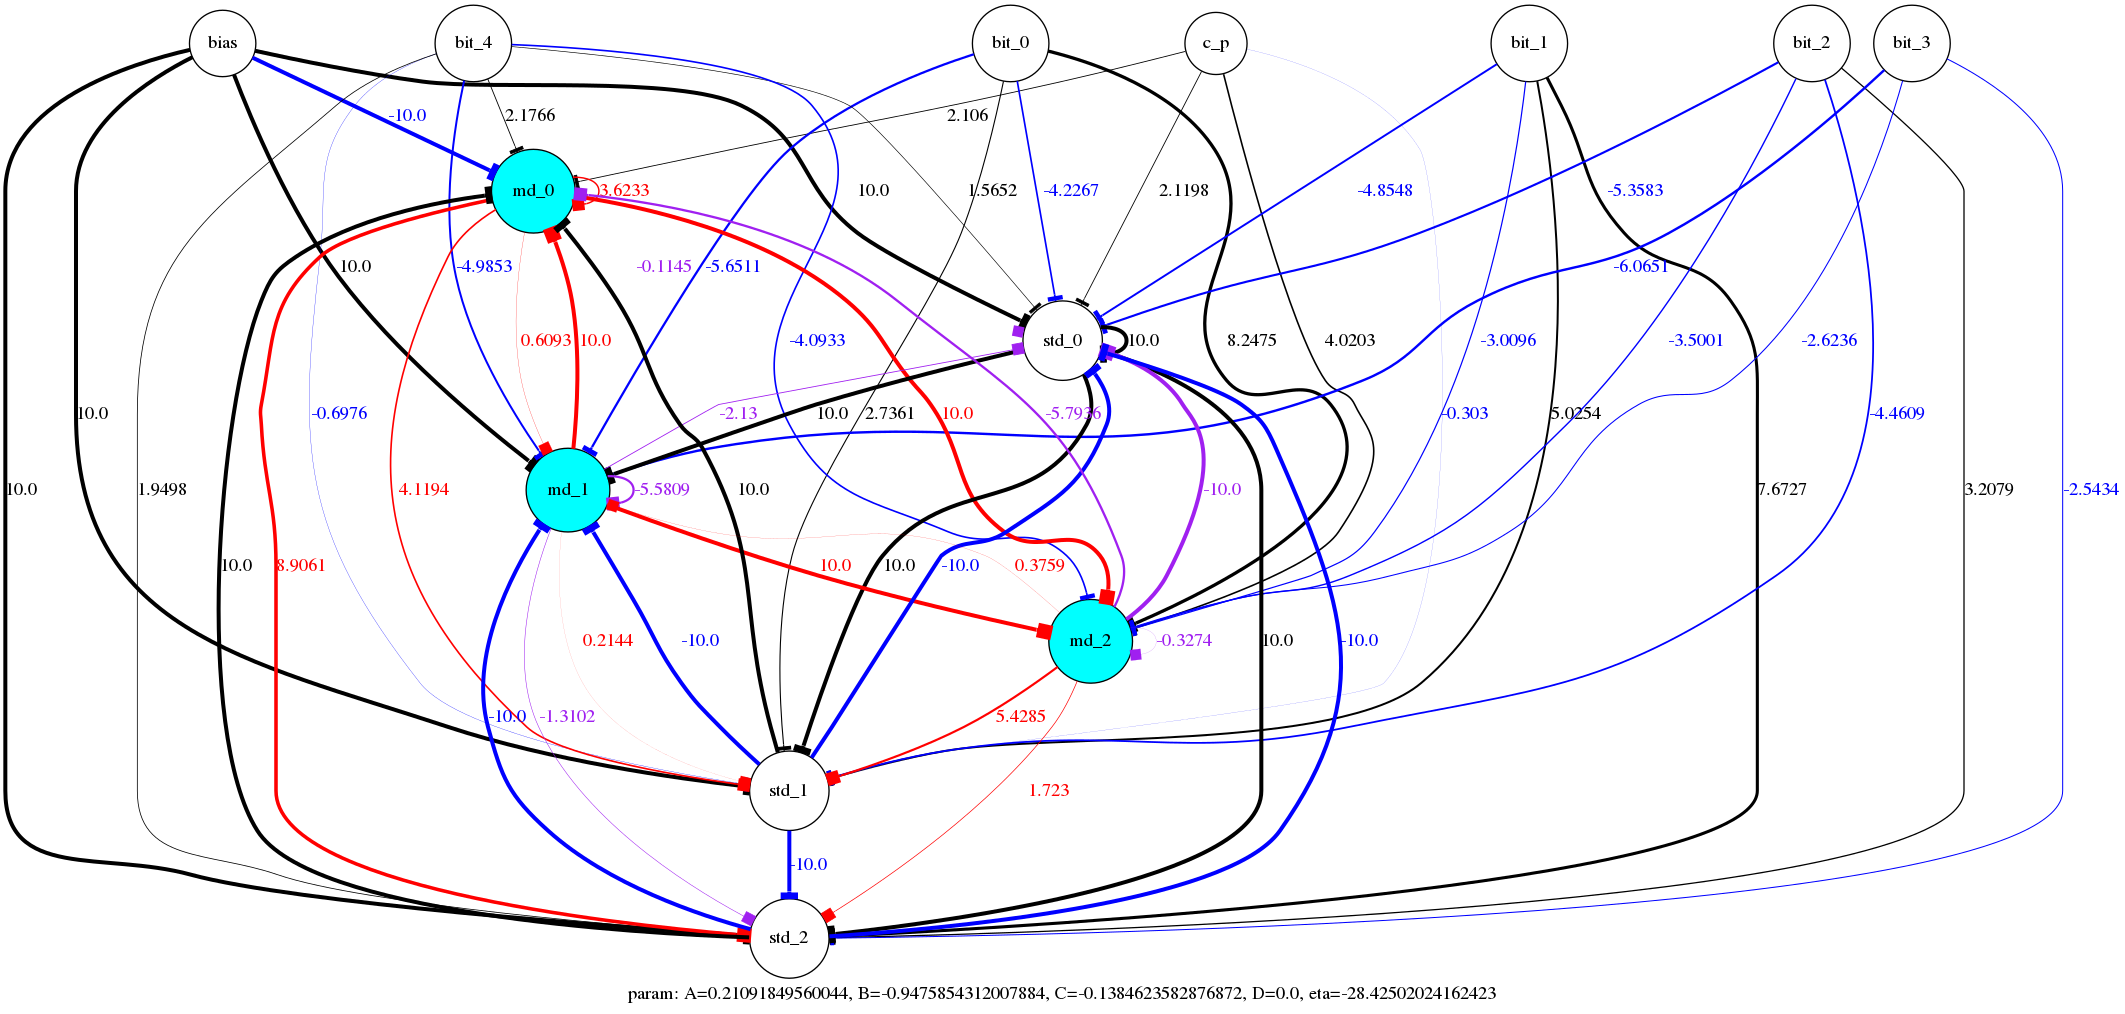 bias bit_4 bit_0 c_p bit_1 bit_2 bit_3
-10.0 2.1766 2.106
md_0 3.6233 10.0 1.5652 -4.2267 2.1198 -4.8548 -5.3583
10.0 -4.9853 -0.1145 -5.6511 -6.0651
0.6093 10.0 -4.0933 std_0 10.0 8.2475 4.0203 -3.0096 -3.5001 -2.6236
10.0 -0.6976 -2.13 10.0 2.7361 10.0 -5.7936 -0.303 5.0254 -4.4609
10.0 1.9498 4.1194 md_1 -5.5809 10.0 -10.0 7.6727 3.2079 -2.5434
10.0 8.9061 10.0 10.0 -10.0 0.3759
0.2144 -10.0 md_2 -0.3274 10.0 -10.0
-10.0 -1.3102 5.4285
std_1 1.723
-10.0
std_2
param: A=0.21091849560044, B=-0.9475854312007884, C=-0.1384623582876872, D=0.0, eta=-28.42502024162423